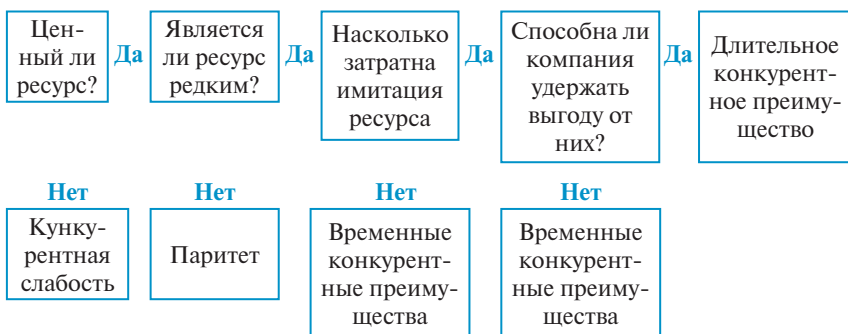 Цен-
ный ли
ресурс?
Да
Является
ли ресурс
редким?
Да
Насколько
затратна
имитация
ресурса
Да
Способна ли
компания
удержать
выгоду от
них?
Да
Длительное
конкурент-
ное преиму-
щество
Нет
Кунку-
рентная
слабость
Нет
Паритет
Нет
Временные
конкурент-
ные преиму-
щества
Нет
Временные
конкурент-
ные преиму-
щества